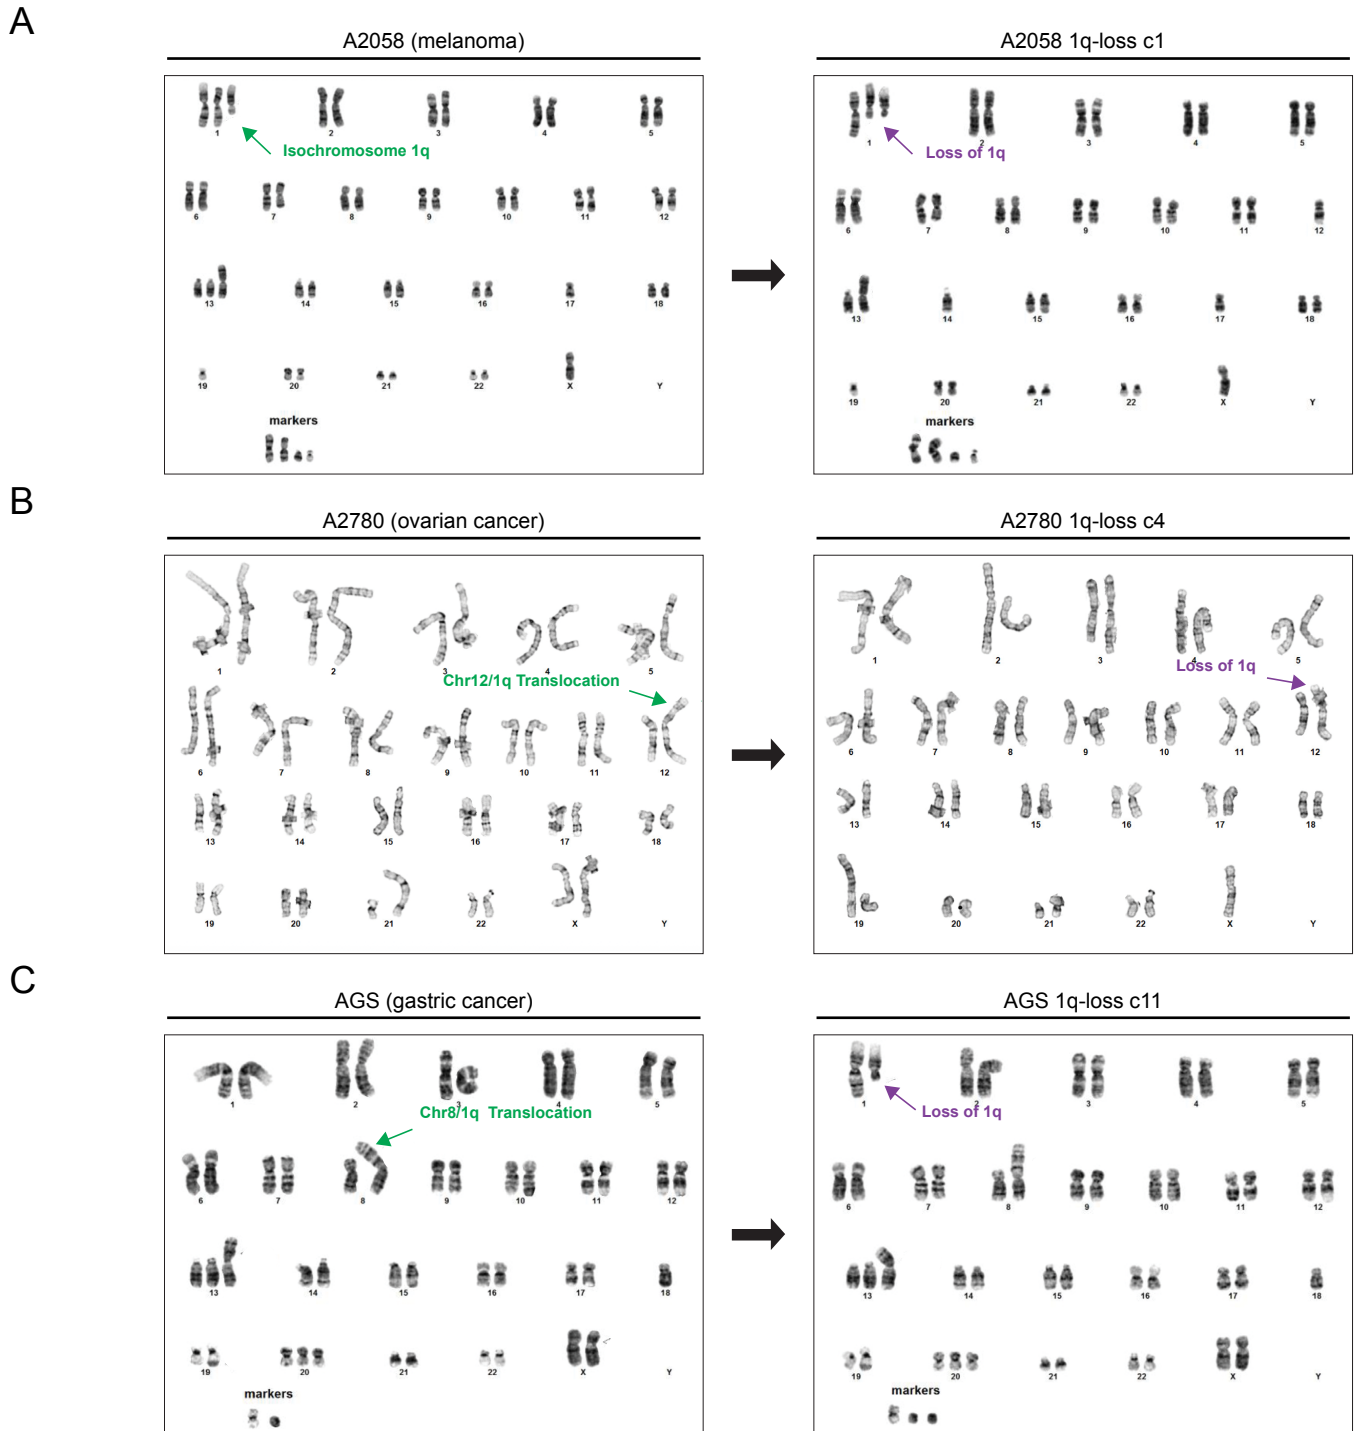 A
A2058 (melanoma)
A2058 1q-loss c1
1 2 3 4 5
Isochromosome 1q
6 7 8 9 10 11 12
13 14 15 16 17 18
19 20 21 22 X Y
markers
1 2 3 4 5
Loss of 1q
6 7 8 9 10 11 12
13 14 15 16 17 18
19 20 21 22 X Y
markers
B
A2780 (ovarian cancer)
A2780 1q-loss c4
1 2 3 4 5
Chr12/1q Translocation
6 7 8 9 10 11 12
13 14 15 16 17 18
19 20 21 22 X Y
1 2 3 4 5
Loss of 1q
6 7 8 9 10 11 12
13 14 15 16 17 18
19 20 21 22 X Y
C
AGS (gastric cancer)
AGS 1q-loss c11
1 2 3 4 5
Chr8/1q Translocation
6 7 8 9 10 11 12
13 14 15 16 17 18
19 20 21 22 X Y
markers
1 2 3 4 5
Loss of 1q
6 7 8 9 10 11 12
13 14 15 16 17 18
19 20 21 22 X Y
markers